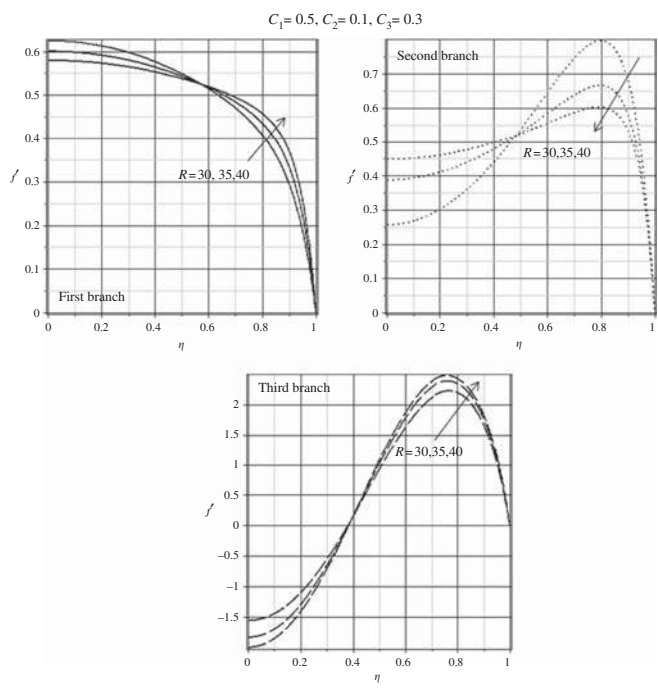 C₁= 0.5, C₂= 0.1, C₃= 0.3
0.6
0.5
0.4
f′
0.3
0.2
0.1
0
R= 30, 35,40
First branch
0 0.2 0.4 0.6 0.8 1
η
Second branch
0.7
0.6
0.5
0.4
f′
0.3
0.2
0.1
0
R=30,35,40
0 0.2 0.4 0.6 0.8 1
η
Third branch
2
1.5
1
0.5
f′
0
−0.5
−1
−1.5
R=30,35,40
0 0.2 0.4 0.6 0.8 1
η